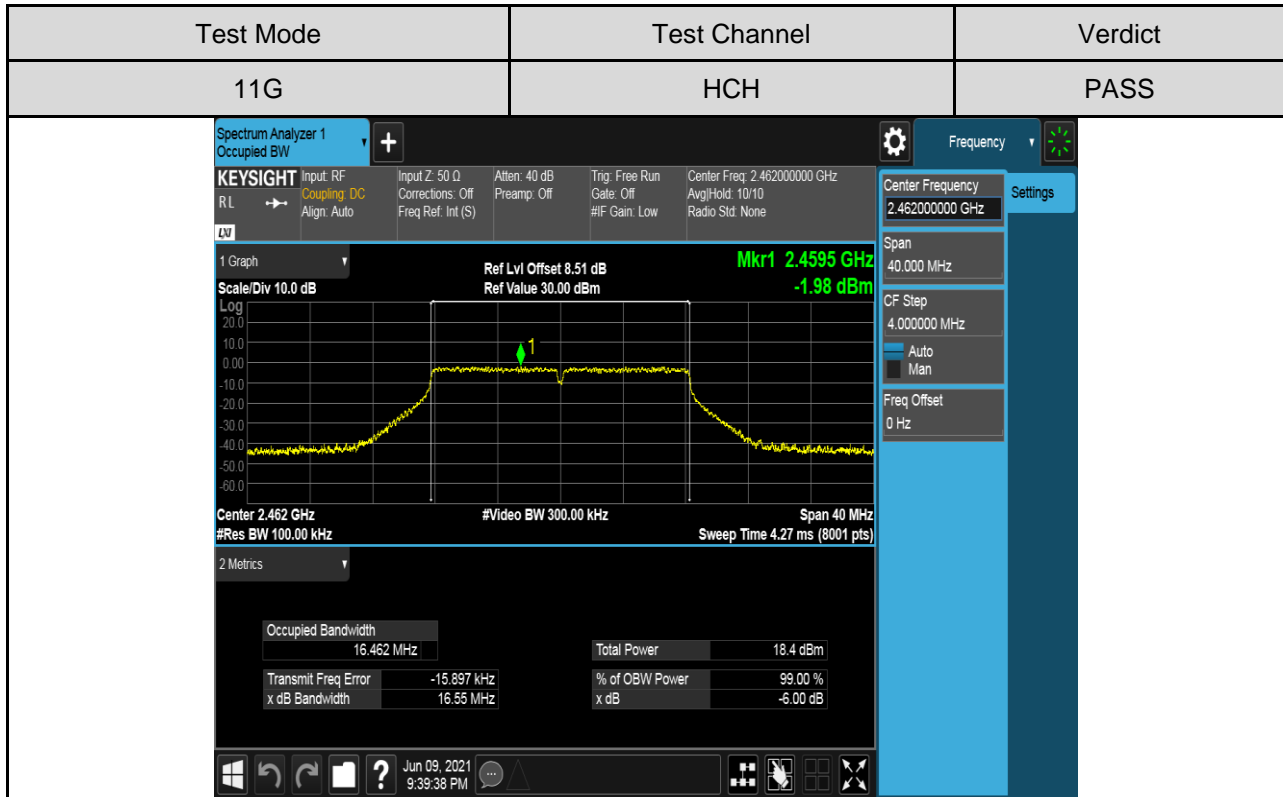 Test Mode Test Channel Verdict
11G HCH PASS
Spectrum Analyzer 1
Occupied BW
+
Frequency
KEYSIGHT
RL
LXI
Input: RF
Coupling: DC
Align: Auto
Input Z: 50 Ω
Corrections: Off
Freq Ref: Int (S)
Atten: 40 dB
Preamp: Off
Trig: Free Run
Gate: Off
#IF Gain: Low
Center Freq: 2.462000000 GHz
Avg|Hold: 10/10
Radio Std: None
Center Frequency
2.462000000 GHz
Settings
Span
40.000 MHz
CF Step
4.000000 MHz
Auto
Man
Freq Offset
0 Hz
1 Graph
Scale/Div 10.0 dB
Ref Lvl Offset 8.51 dB
Ref Value 30.00 dBm
Mkr1 2.4595 GHz
-1.98 dBm
Log
20.0
10.0
0.00
-10.0
-20.0
-30.0
-40.0
-50.0
-60.0
1
Center 2.462 GHz
#Res BW 100.00 kHz
#Video BW 300.00 kHz
Span 40 MHz
Sweep Time 4.27 ms (8001 pts)
2 Metrics
Occupied Bandwidth
16.462 MHz
Total Power 18.4 dBm
Transmit Freq Error -15.897 kHz
% of OBW Power 99.00 %
x dB Bandwidth 16.55 MHz
x dB -6.00 dB
?
Jun 09, 2021
9:39:38 PM